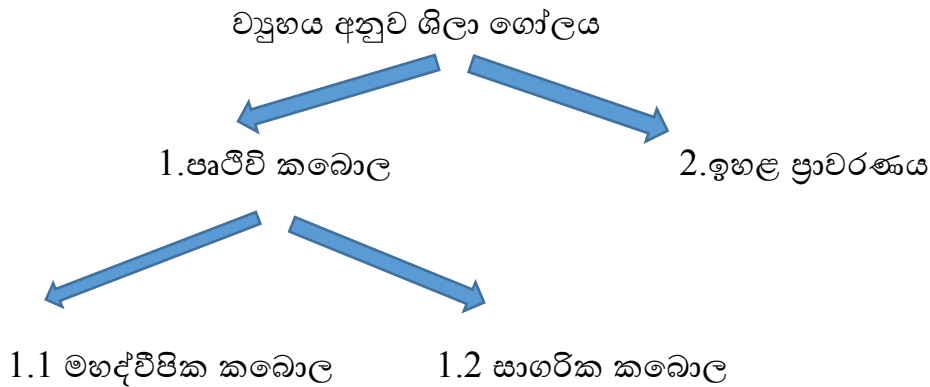 ව්‍යුහය අනුව ශිලා ගෝලය
1.පෘථිවි කබොල
2.ඉහළ ප්‍රාවරණය
1.1 මහද්වීපික කබොල
1.2 සාගරික කබොල